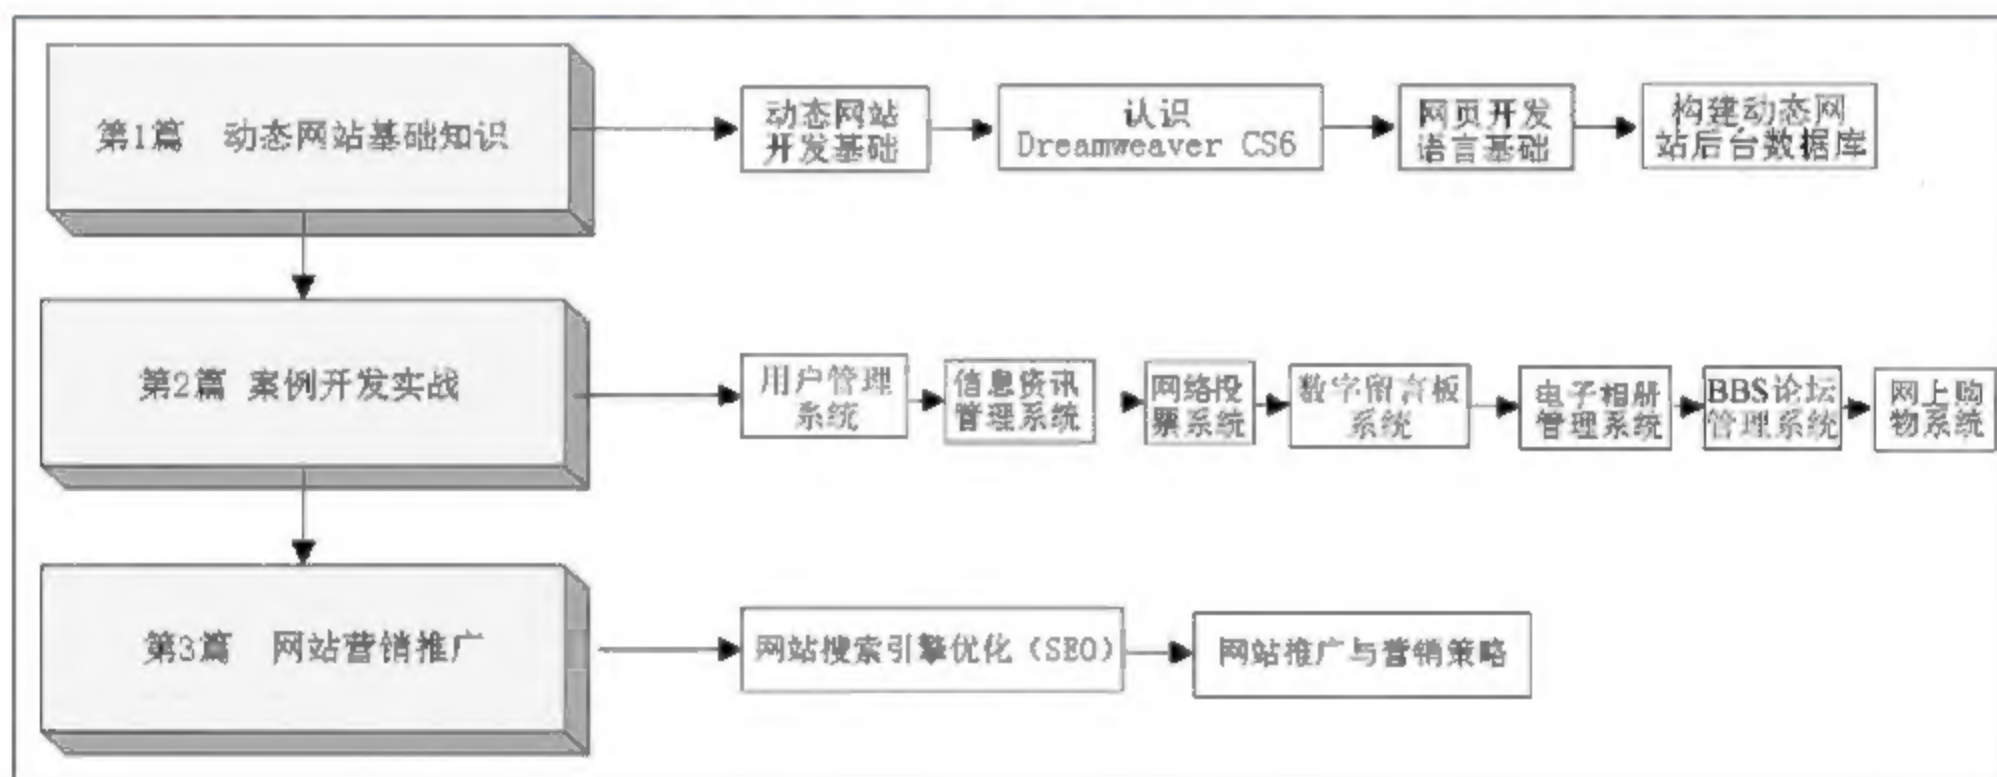 第1篇 动态网站基础知识
动态网站
开发基础
认识
Dreamweaver CS6
网页开发
语言基础
构建动态网
站后台数据库
第2篇 案例开发实战
用户管理
系统
信息资讯
管理系统
网络投
票系统
数字留言板
系统
电子相册
管理系统
BBS论坛
管理系统
网上购
物系统
第3篇 网站营销推广
网站搜索引擎优化（SEO）
网站推广与营销策略